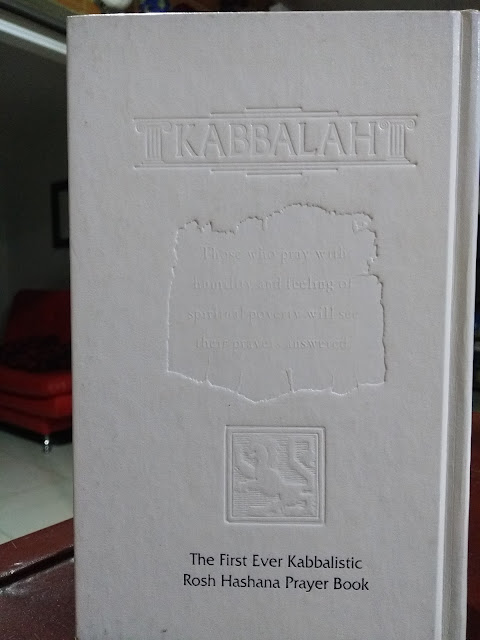 KABBALAH
Those who pray with
humility and feeling of
spiritual poverty will see
their prayers answered
The First Ever Kabbalistic
Rosh Hashana Prayer Book